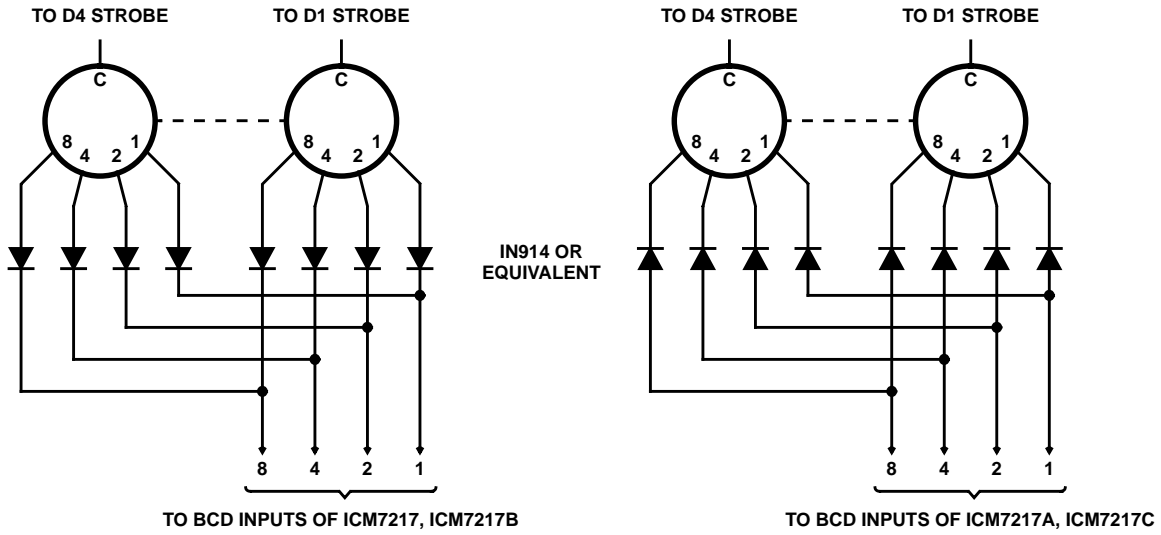 TO D4 STROBE
TO D1 STROBE
TO D4 STROBE
TO D1 STROBE
C
C
C
C
8 4 2 1
8 4 2 1
8 4 2 1
8 4 2 1
IN914 OR
EQUIVALENT
8 4 2 1
8 4 2 1
TO BCD INPUTS OF ICM7217, ICM7217B
TO BCD INPUTS OF ICM7217A, ICM7217C